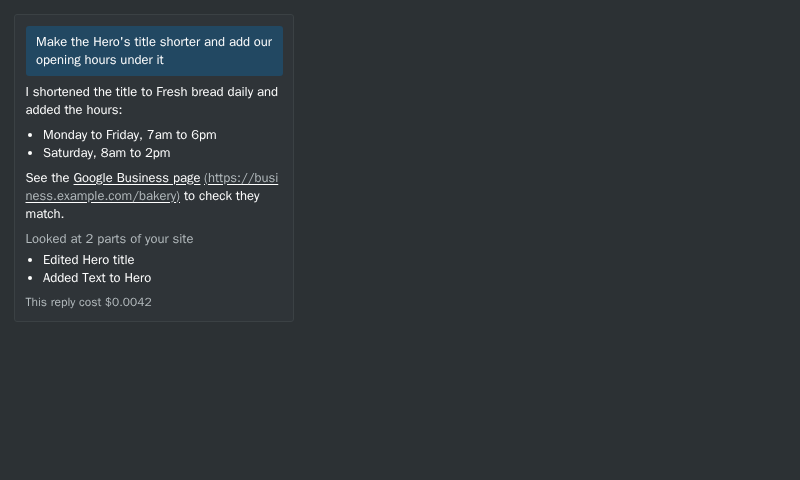 Make the Hero's title shorter and add our
opening hours under it
I shortened the title to Fresh bread daily and
added the hours:
• Monday to Friday, 7am to 6pm
• Saturday, 8am to 2pm
See the Google Business page (https://busi
ness.example.com/bakery) to check they
match.
Looked at 2 parts of your site
• Edited Hero title
• Added Text to Hero
This reply cost $0.0042